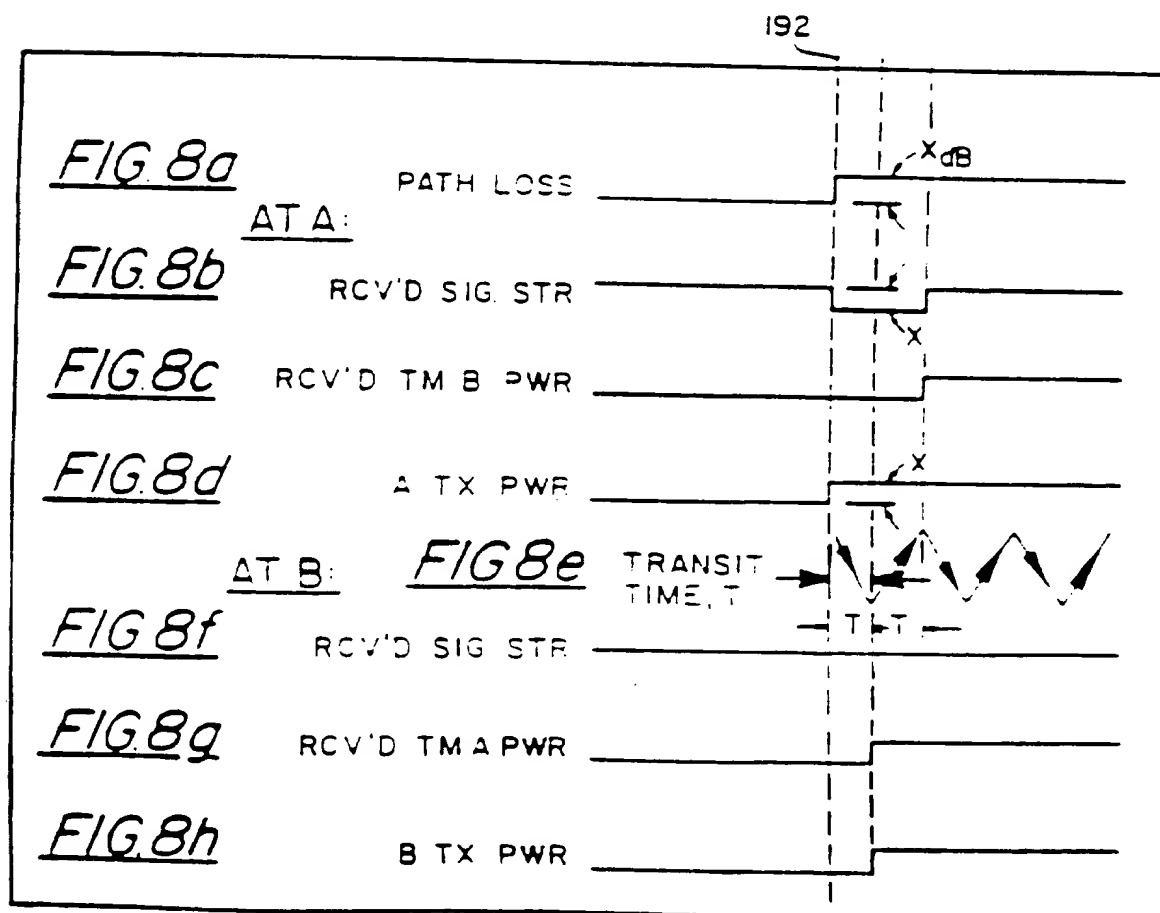 192
FIG. 8a
PATH LOSS
X dB
AT A:
FIG. 8b
RCV'D SIG. STR
X
FIG. 8c
RCV'D TM B PWR
FIG. 8d
A TX PWR
X
AT B:
FIG 8e
TRANSIT
TIME, T
T T
FIG. 8f
RCV'D SIG STR
FIG. 8g
RCV'D TM A PWR
FIG. 8h
B TX PWR